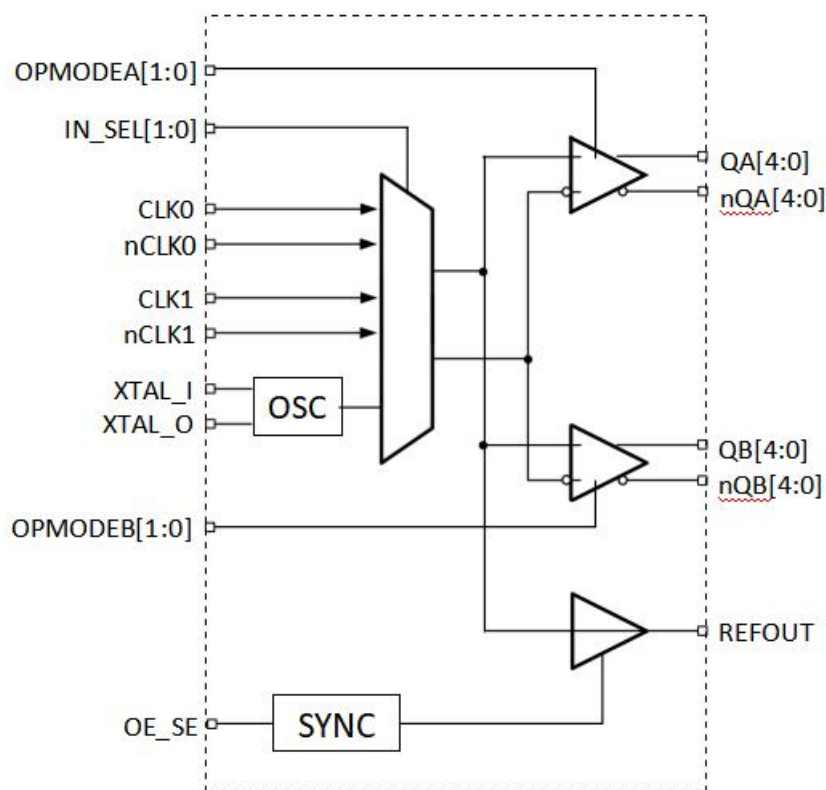 OPMODEA[1:0]
IN_SEL[1:0]
CLK0
nCLK0
CLK1
nCLK1
XTAL_I
XTAL_O
OSC
OPMODEB[1:0]
OE_SE
SYNC
QA[4:0]
nQA[4:0]
QB[4:0]
nQB[4:0]
REFOUT